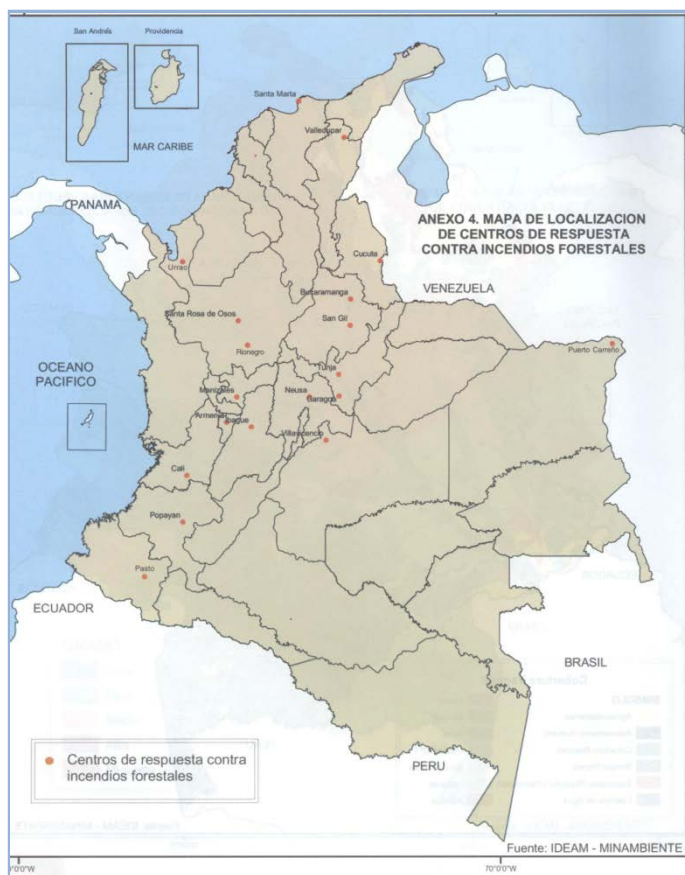 San Andrés
Providencia
Santa Marta
Valledupar
MAR CARIBE
PANAMA
ANEXO 4. MAPA DE LOCALIZACION
DE CENTROS DE RESPUESTA
CONTRA INCENDIOS FORESTALES
Urrao
Cucuta
VENEZUELA
Bucaramanga
Santa Rosa de Osos
San Gil
Rionegro
Puerto Carreño
OCEANO
PACIFICO
Tunja
Manizales
Neusa
Garagoa
Armenia
Ibague
Villavicencio
Cali
Popayan
Pasto
ECUADOR
BRASIL
PERU
Centros de respuesta contra
incendios forestales
Fuente: IDEAM - MINAMBIENTE
70°0'0"W